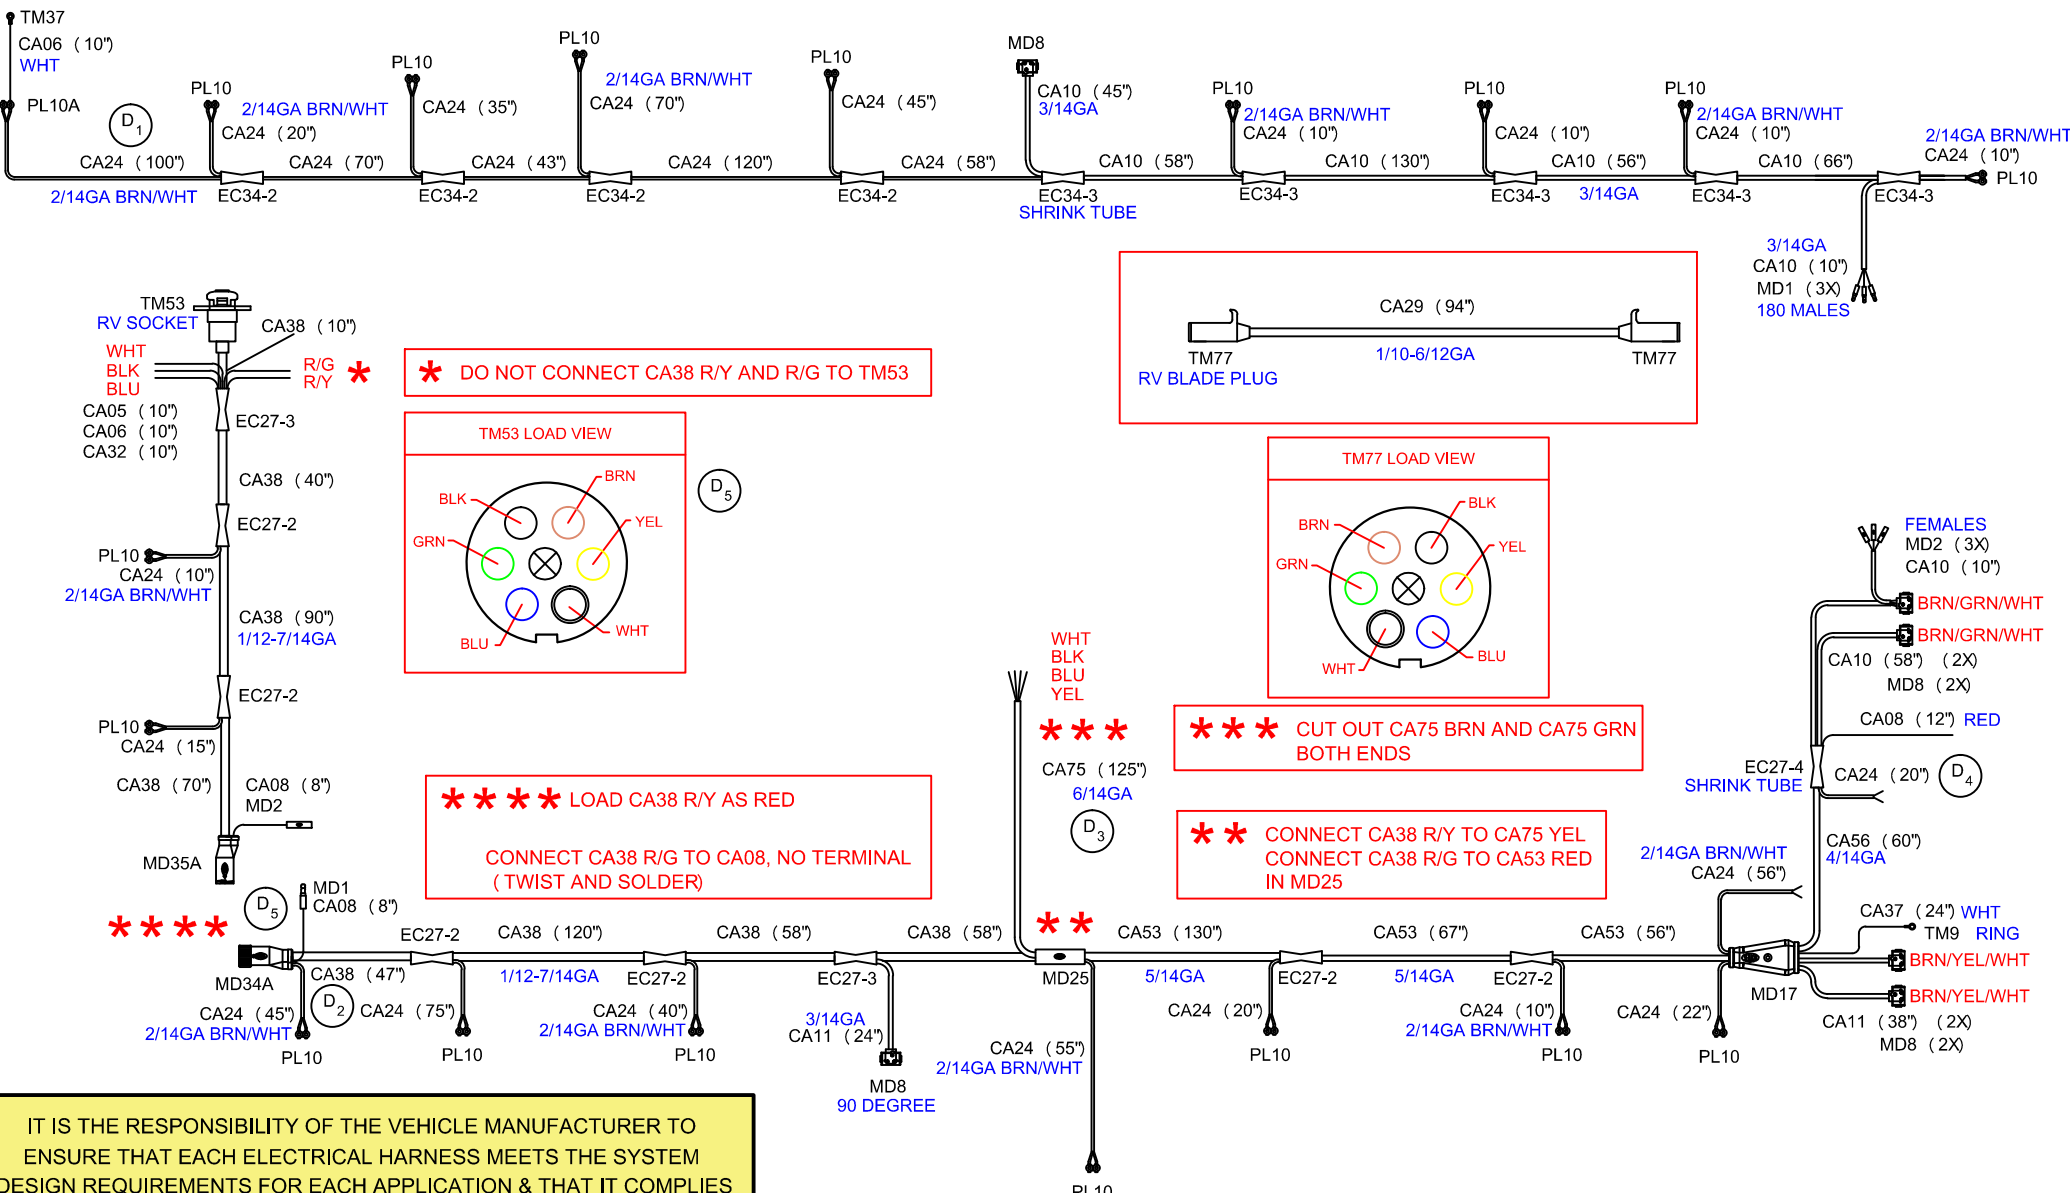 TM37
CA06 (10")
WHT
PL10A
D1
CA24 (100")
2/14GA BRN/WHT
PL10
2/14GA BRN/WHT
CA24 (20")
EC34-2
CA24 (70")
PL10
CA24 (35")
EC34-2
CA24 (43")
PL10
2/14GA BRN/WHT
CA24 (70")
EC34-2
CA24 (120")
PL10
CA24 (45")
EC34-2
CA24 (58")
MD8
CA10 (45")
3/14GA
EC34-3
SHRINK TUBE
CA10 (58")
PL10
2/14GA BRN/WHT
CA24 (10")
EC34-3
CA10 (130")
PL10
CA24 (10")
EC34-3
CA10 (56")
3/14GA
PL10
2/14GA BRN/WHT
CA24 (10")
EC34-3
CA10 (66")
EC34-3
2/14GA BRN/WHT
CA24 (10")
PL10
3/14GA
CA10 (10")
MD1 (3X)
180 MALES
TM53
RV SOCKET
CA38 (10")
WHT
BLK
BLU
R/G
R/Y
*
CA05 (10")
CA06 (10")
CA32 (10")
EC27-3
CA38 (40")
EC27-2
PL10
CA24 (10")
2/14GA BRN/WHT
CA38 (90")
1/12-7/14GA
EC27-2
PL10
CA24 (15")
CA38 (70")
CA08 (8")
MD2
MD35A
* DO NOT CONNECT CA38 R/Y AND R/G TO TM53
TM53 LOAD VIEW
BLK
BRN
GRN
YEL
BLU
WHT
D5
CA29 (94")
1/10-6/12GA
TM77
RV BLADE PLUG
TM77
TM77 LOAD VIEW
BRN
BLK
GRN
YEL
WHT
BLU
*** CUT OUT CA75 BRN AND CA75 GRN
BOTH ENDS
** CONNECT CA38 R/Y TO CA75 YEL
CONNECT CA38 R/G TO CA53 RED
IN MD25
**** LOAD CA38 R/Y AS RED
CONNECT CA38 R/G TO CA08, NO TERMINAL
(TWIST AND SOLDER)
WHT
BLK
BLU
YEL
***
CA75 (125")
6/14GA
D3
FEMALES
MD2 (3X)
CA10 (10")
BRN/GRN/WHT
BRN/GRN/WHT
CA10 (58") (2X)
MD8 (2X)
CA08 (12") RED
EC27-4
SHRINK TUBE
CA24 (20")
D4
CA56 (60")
4/14GA
2/14GA BRN/WHT
CA24 (56")
CA37 (24") WHT
TM9 RING
BRN/YEL/WHT
BRN/YEL/WHT
CA11 (38") (2X)
MD8 (2X)
MD17
****
D5
MD1
CA08 (8")
MD34A
CA38 (47")
D2
CA24 (45")
2/14GA BRN/WHT
PL10
EC27-2
CA24 (75")
PL10
CA38 (120")
1/12-7/14GA
EC27-2
CA24 (40")
2/14GA BRN/WHT
PL10
CA38 (58")
EC27-3
3/14GA
CA11 (24")
MD8
90 DEGREE
CA38 (58")
**
MD25
CA24 (55")
2/14GA BRN/WHT
PL10
CA53 (130")
5/14GA
EC27-2
CA24 (20")
PL10
CA53 (67")
5/14GA
EC27-2
CA24 (10")
2/14GA BRN/WHT
PL10
CA53 (56")
CA24 (22")
PL10
IT IS THE RESPONSIBILITY OF THE VEHICLE MANUFACTURER TO
ENSURE THAT EACH ELECTRICAL HARNESS MEETS THE SYSTEM
DESIGN REQUIREMENTS FOR EACH APPLICATION & THAT IT COMPLIES